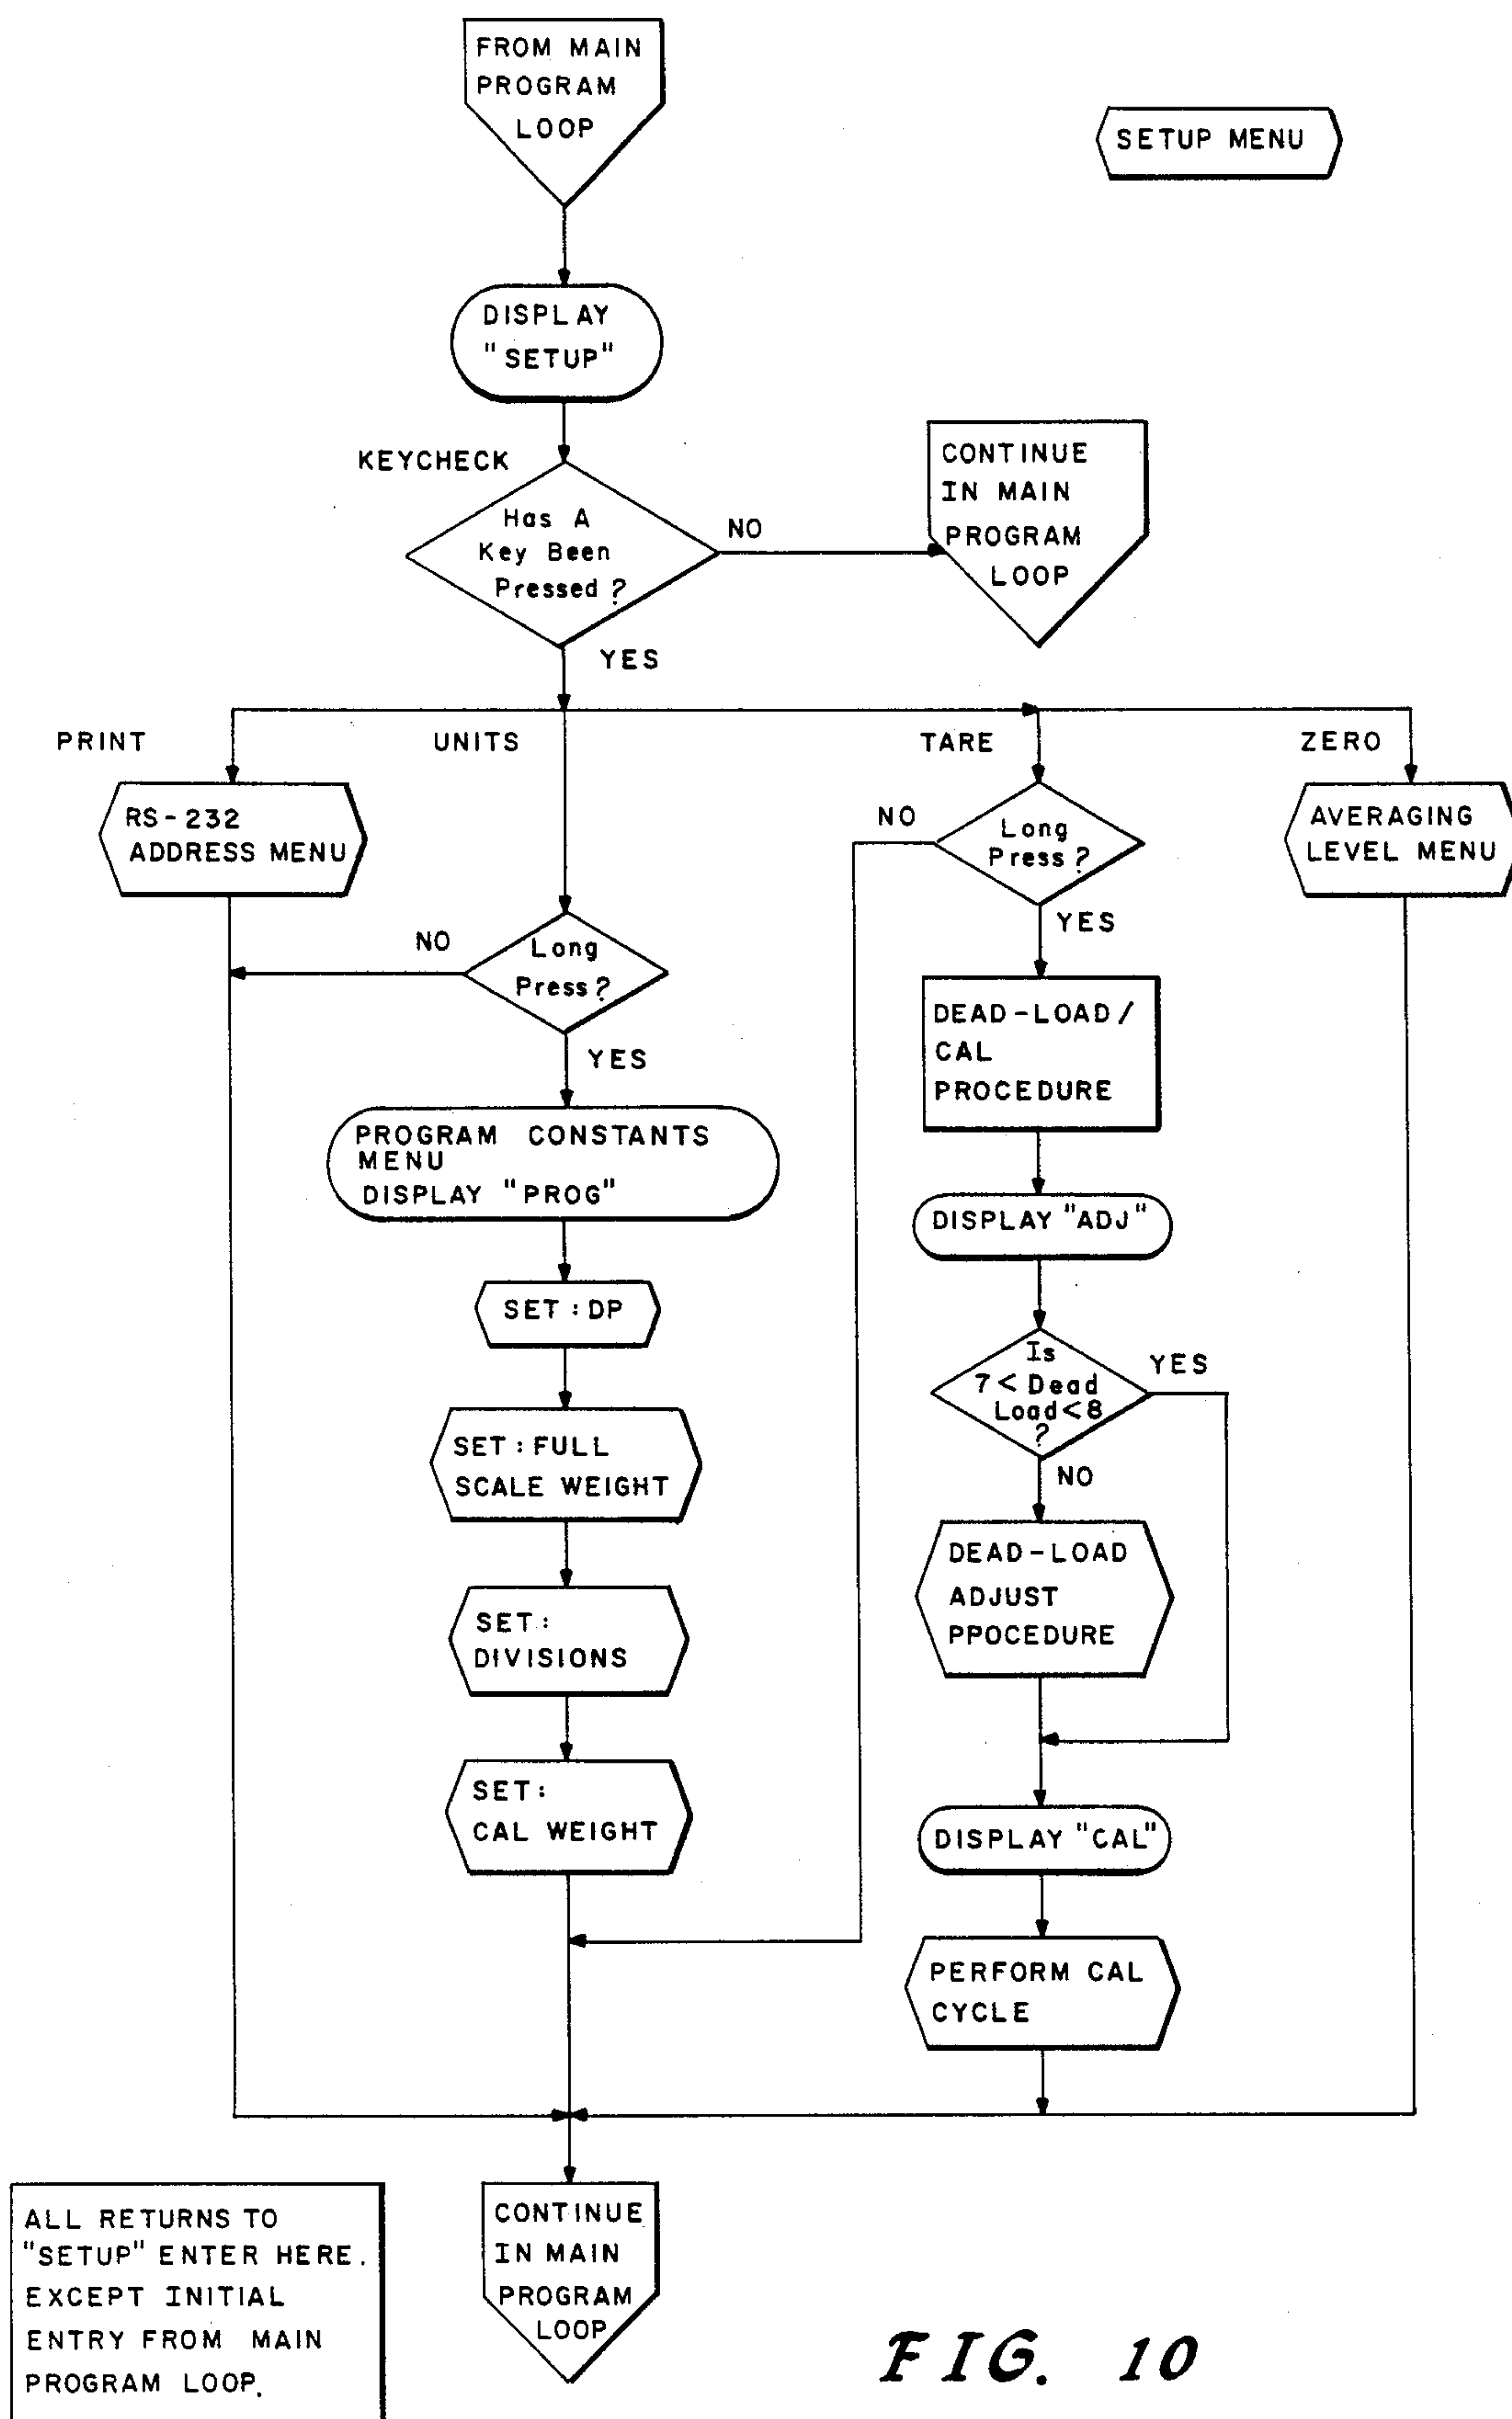 FROM MAIN
PROGRAM
LOOP
SETUP MENU
DISPLAY
"SETUP"
KEYCHECK
Has A
Key Been
Pressed?
NO
CONTINUE
IN MAIN
PROGRAM
LOOP
YES
PRINT
UNITS
TARE
ZERO
RS-232
ADDRESS MENU
NO
Long
Press?
YES
PROGRAM CONSTANTS
MENU
DISPLAY "PROG"
SET: DP
SET: FULL
SCALE WEIGHT
SET:
DIVISIONS
SET:
CAL WEIGHT
NO
Long
Press?
YES
DEAD-LOAD/
CAL
PROCEDURE
DISPLAY "ADJ"
Is
7 < Dead
Load<8
?
YES
NO
DEAD-LOAD
ADJUST
PPOCEDURE
DISPLAY "CAL"
PERFORM CAL
CYCLE
AVERAGING
LEVEL MENU
ALL RETURNS TO
"SETUP" ENTER HERE.
EXCEPT INITIAL
ENTRY FROM MAIN
PROGRAM LOOP.
CONTINUE
IN MAIN
PROGRAM
LOOP
FIG. 10